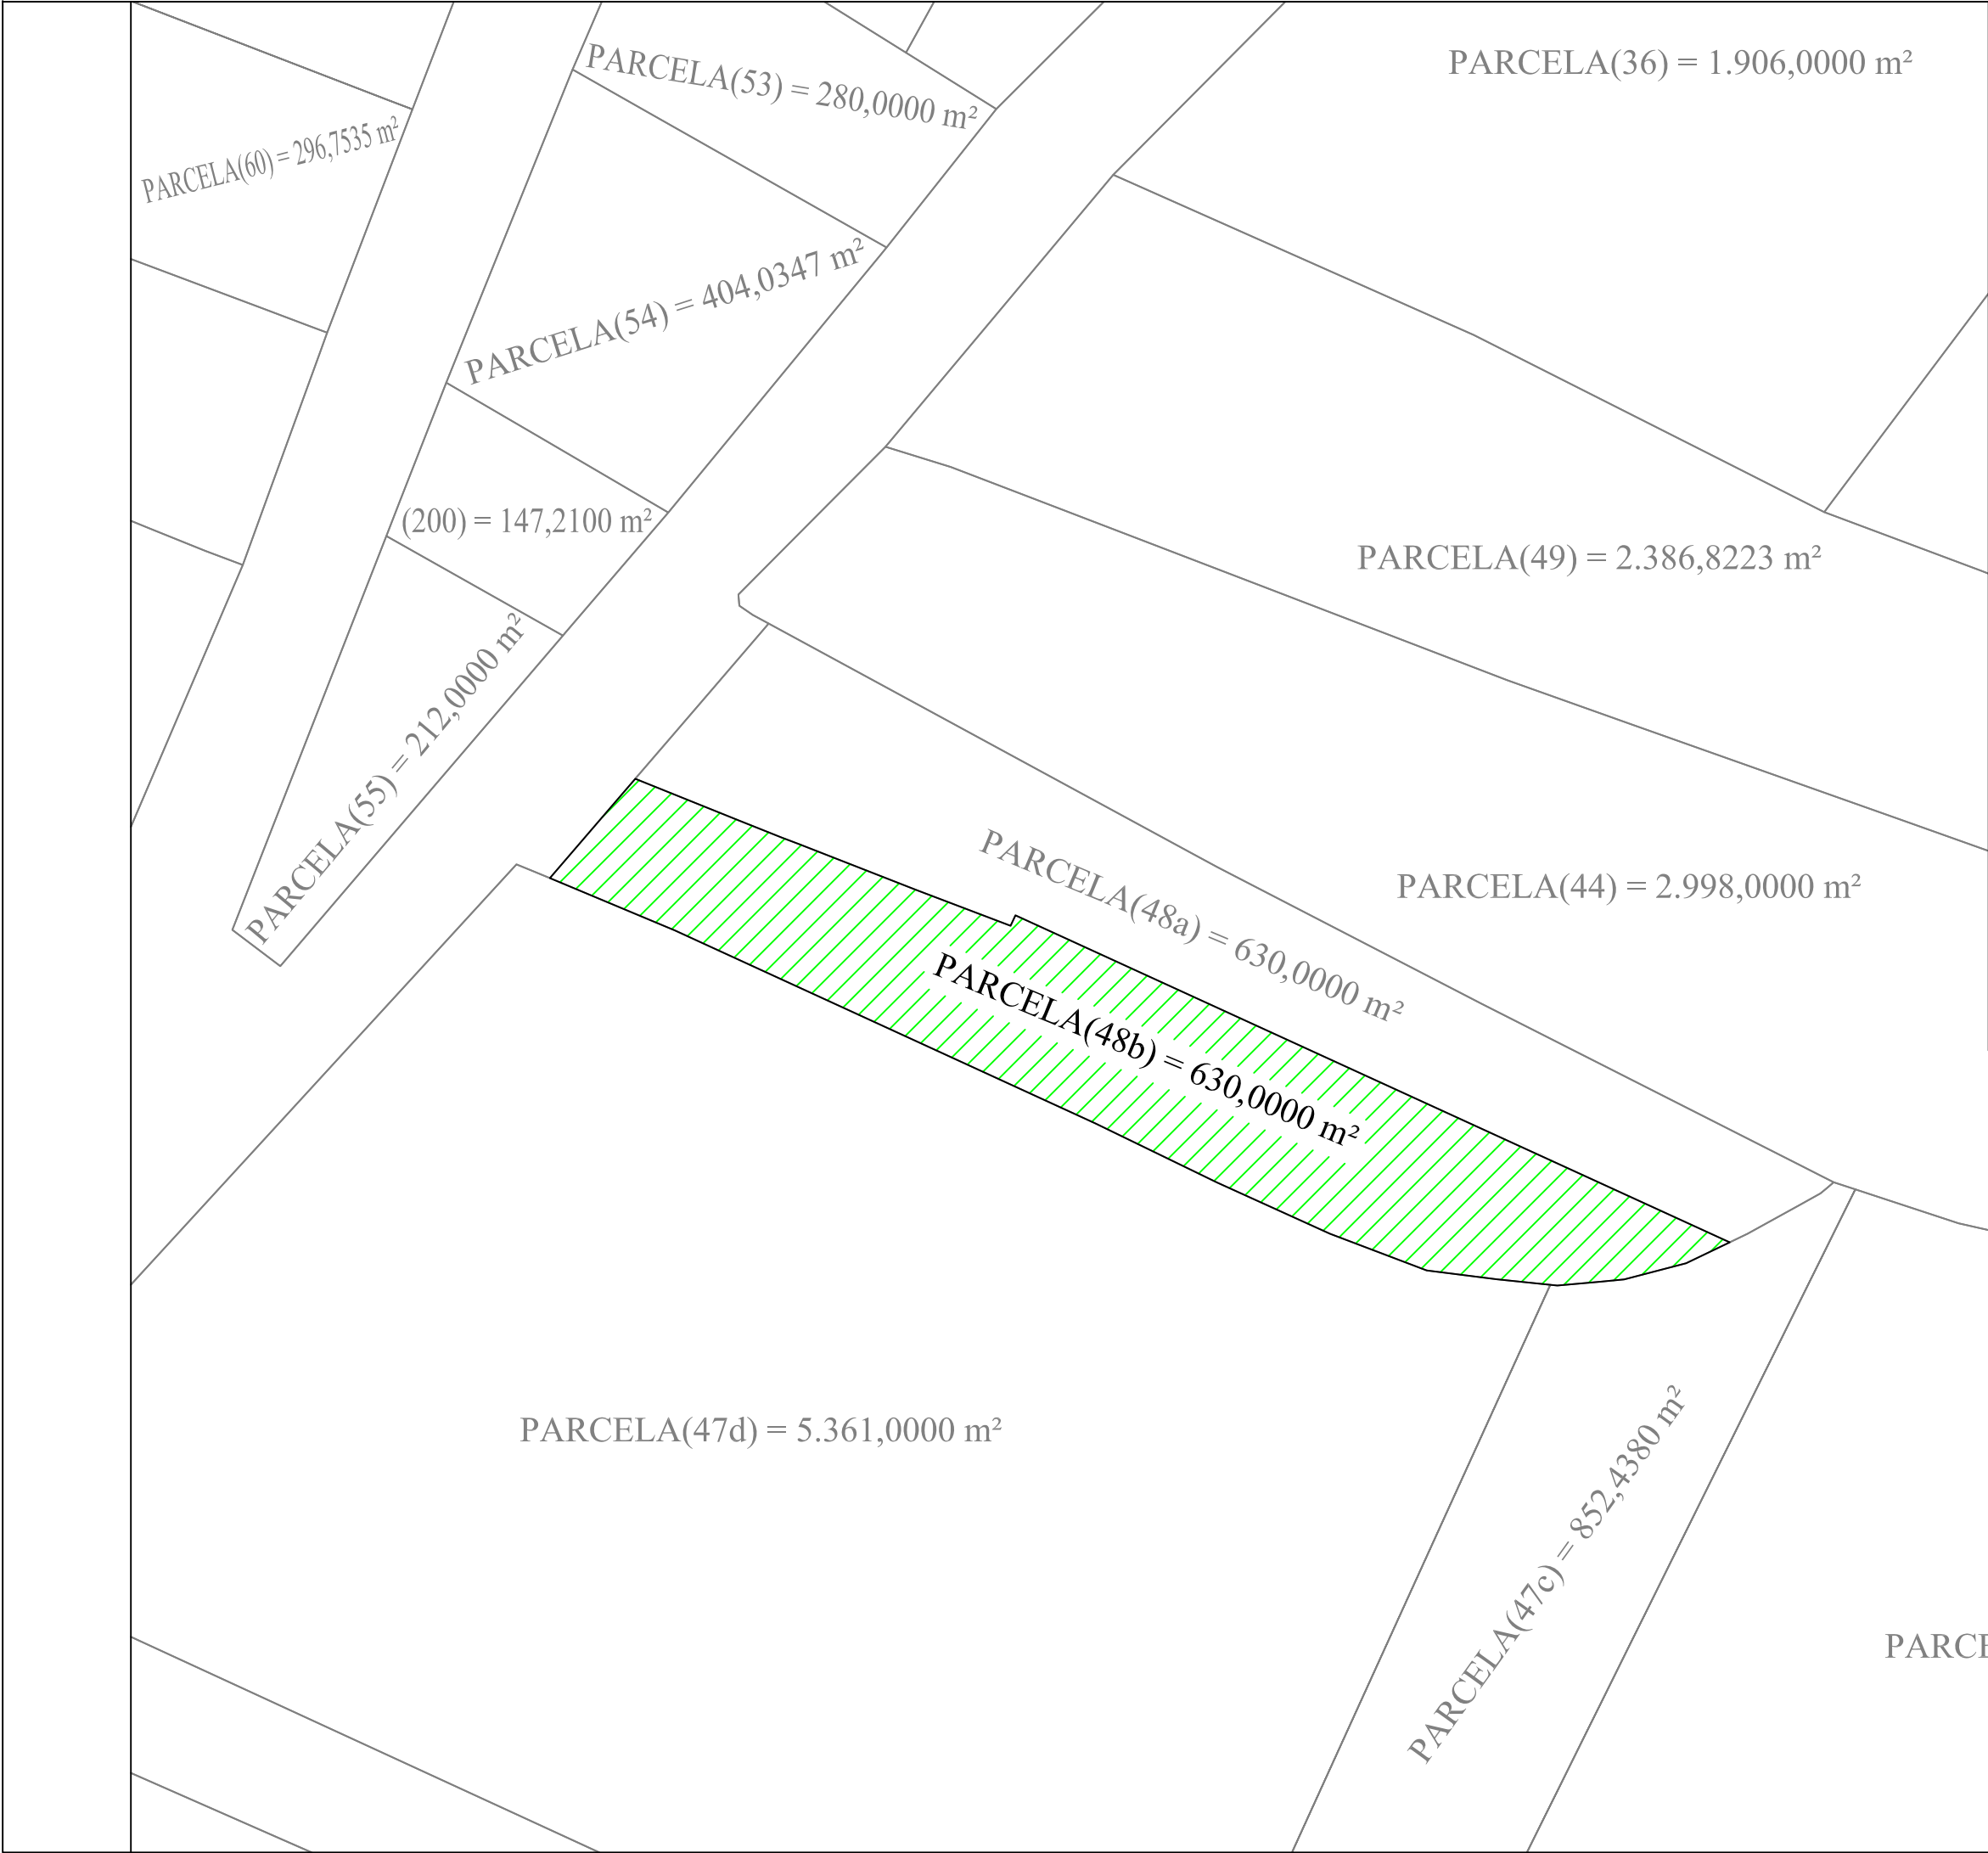 PARCELA(36) = 1.906,0000 m²
PARCELA(53) = 280,0000 m²
PARCELA(60) = 296,7535 m²
PARCELA(54) = 404,0347 m²
(200) = 147,2100 m²
PARCELA(49) = 2.386,8223 m²
PARCELA(55) = 212,0000 m²
PARCELA(48a) = 630,0000 m²
PARCELA(44) = 2.998,0000 m²
PARCELA(48b) = 630,0000 m²
PARCELA(47d) = 5.361,0000 m²
PARCELA(47c) = 852,4380 m²
PARCE